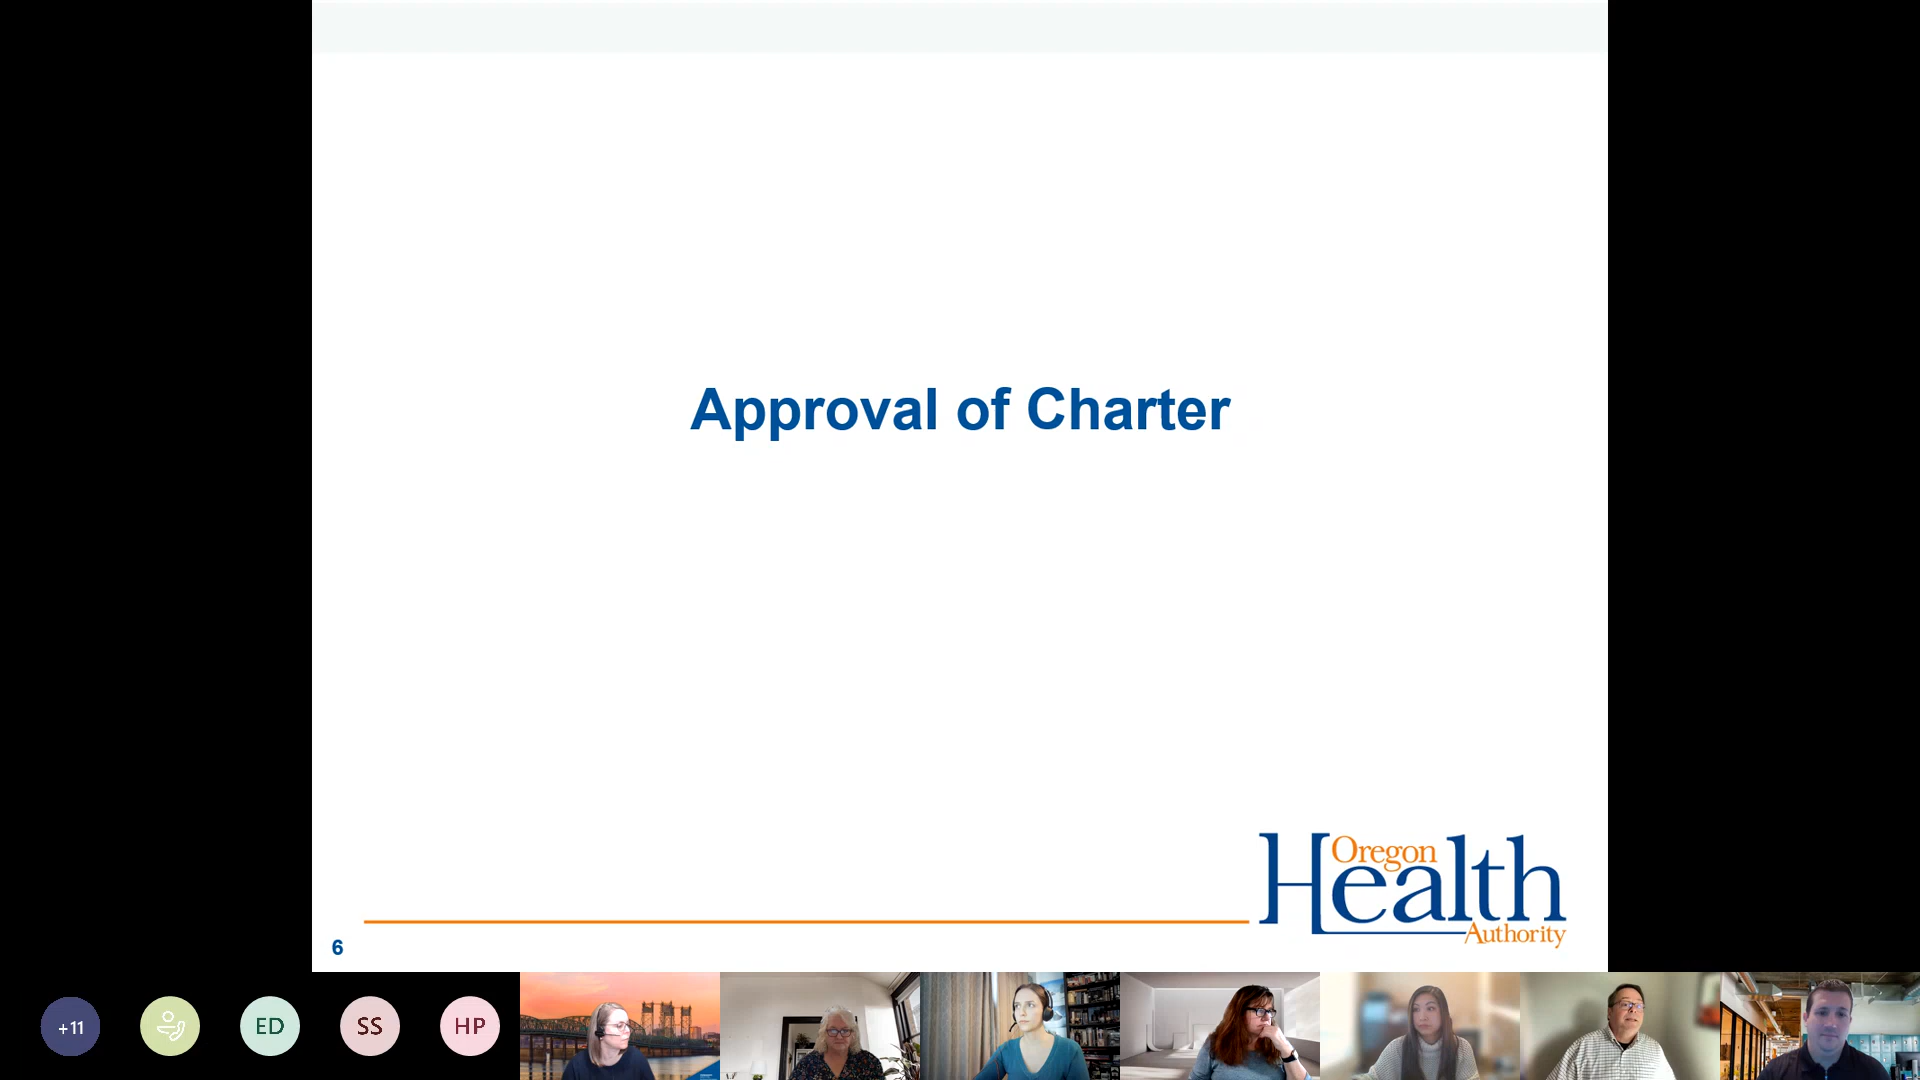 Approval of Charter
Oregon
Health
Authority
6
+11
ED
SS
HP